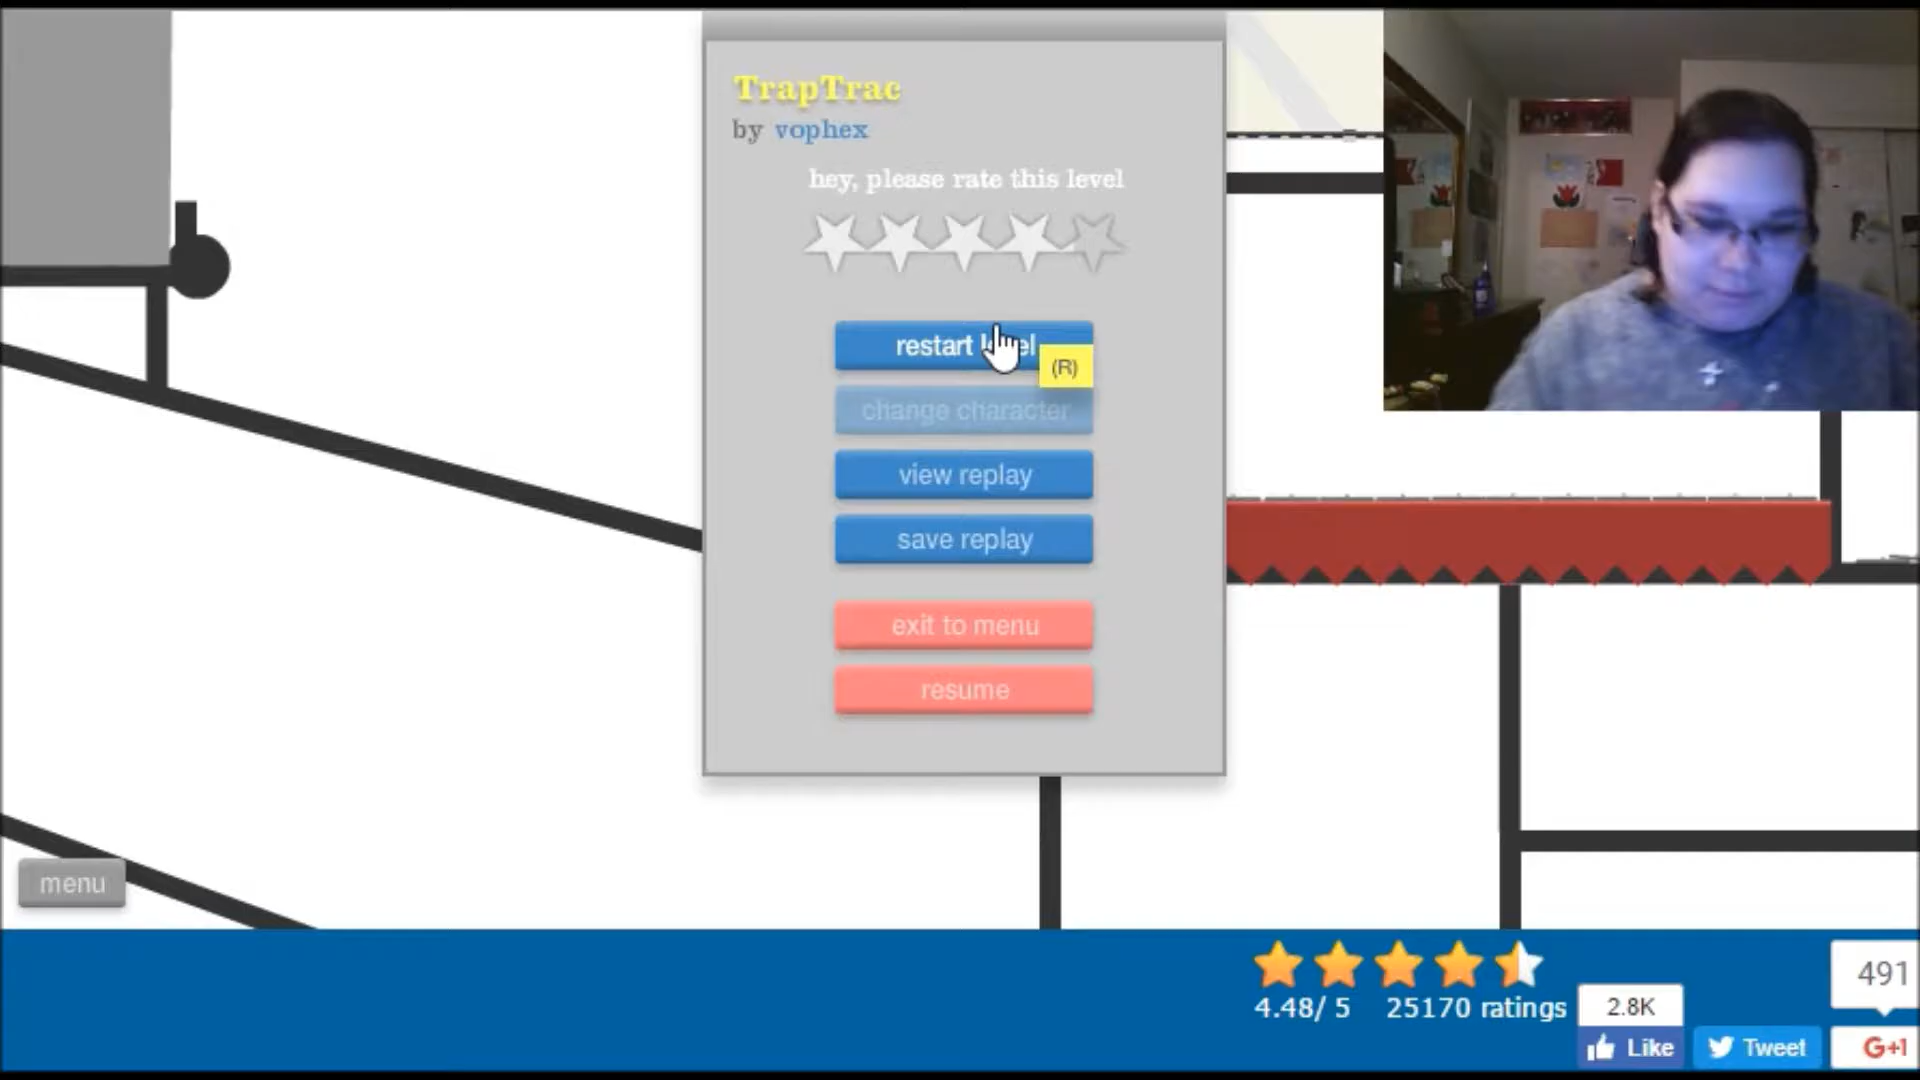 TrapTrac
by vophex
hey, please rate this level
restart l el
(R)
change character
view replay
save replay
exit to menu
resume
menu
4.48/ 5 25170 ratings
2.8K
Like
Tweet
491
G+1